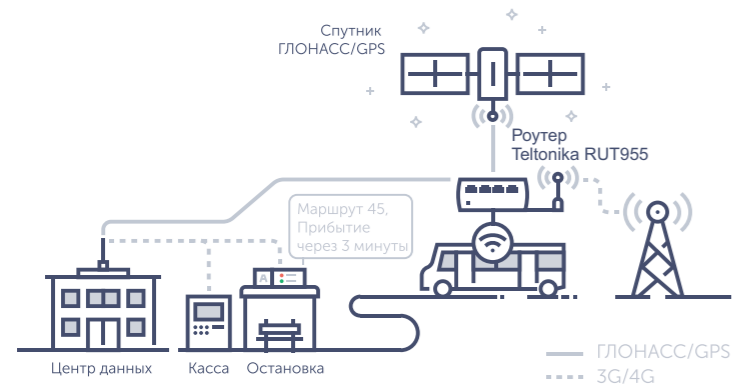 Спутник
ГЛОНАСС/GPS
Роутер
Teltonika RUT955
Маршрут 45,
Прибытие
через 3 минуты
A
Центр данных
Касса
Остановка
ГЛОНАСС/GPS
3G/4G